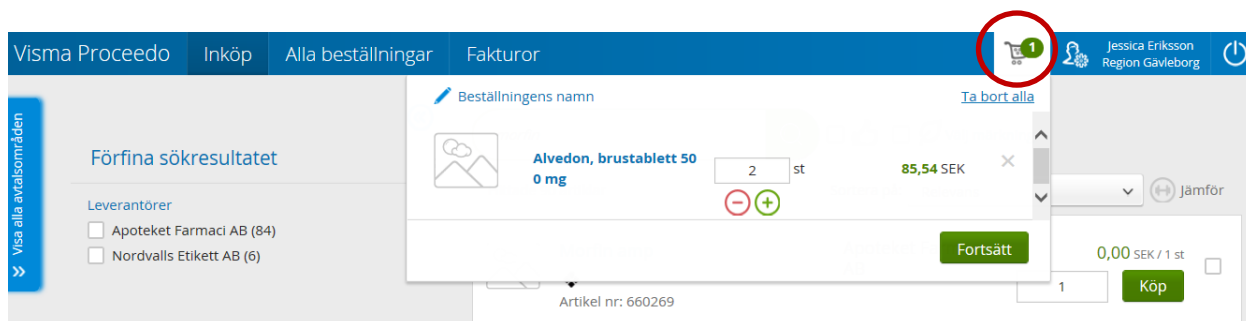 Visma Proceedo Inköp Alla beställningar Fakturor 1 Jessica Eriksson
Region Gävleborg
Beställningens namn Ta bort alla
Visa alla avtalsområden
Förfina sökresultatet
Alvedon, brustablett 50
0 mg
2 st 85,54 SEK
Jämför
Leverantörer
Apoteket Farmaci AB (84)
Nordvalls Etikett AB (6)
Fortsätt
0,00 SEK / 1 st
1 Köp
Artikel nr: 660269